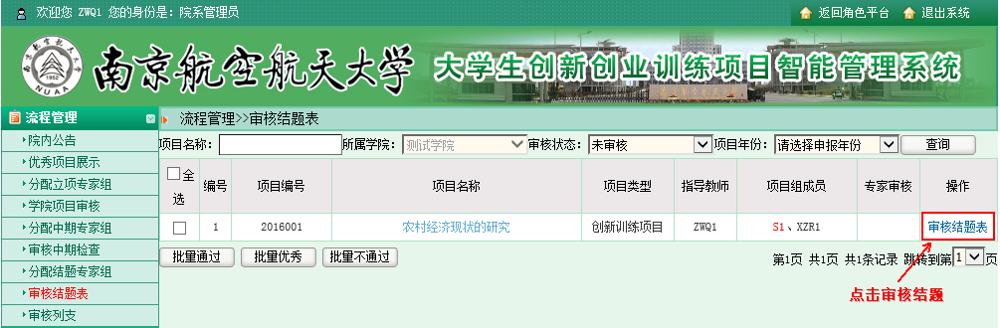 欢迎您 ZWQ1 您的身份是：院系管理员
返回角色平台 退出系统
南京航空航天大学 大学生创新创业训练项目智能管理系统
1952
NUAA
流程管理
院内公告
优秀项目展示
分配立项专家组
学院项目审核
分配中期专家组
审核中期检查
分配结题专家组
审核结题表
审核列支
流程管理>>审核结题表
项目名称： 所属学院： 测试学院 审核状态： 未审核 项目年份： 请选择申报年份 查询
全选 编号 项目编号 项目名称 项目类型 指导教师 项目组成员 专家审核 操作
1 2016001 农村经济现状的研究 创新训练项目 ZWQ1 S1、XZR1 审核结题表
批量通过 批量优秀 批量不通过
第1页 共1页 共1条记录 跳转到第 1 页
点击审核结题